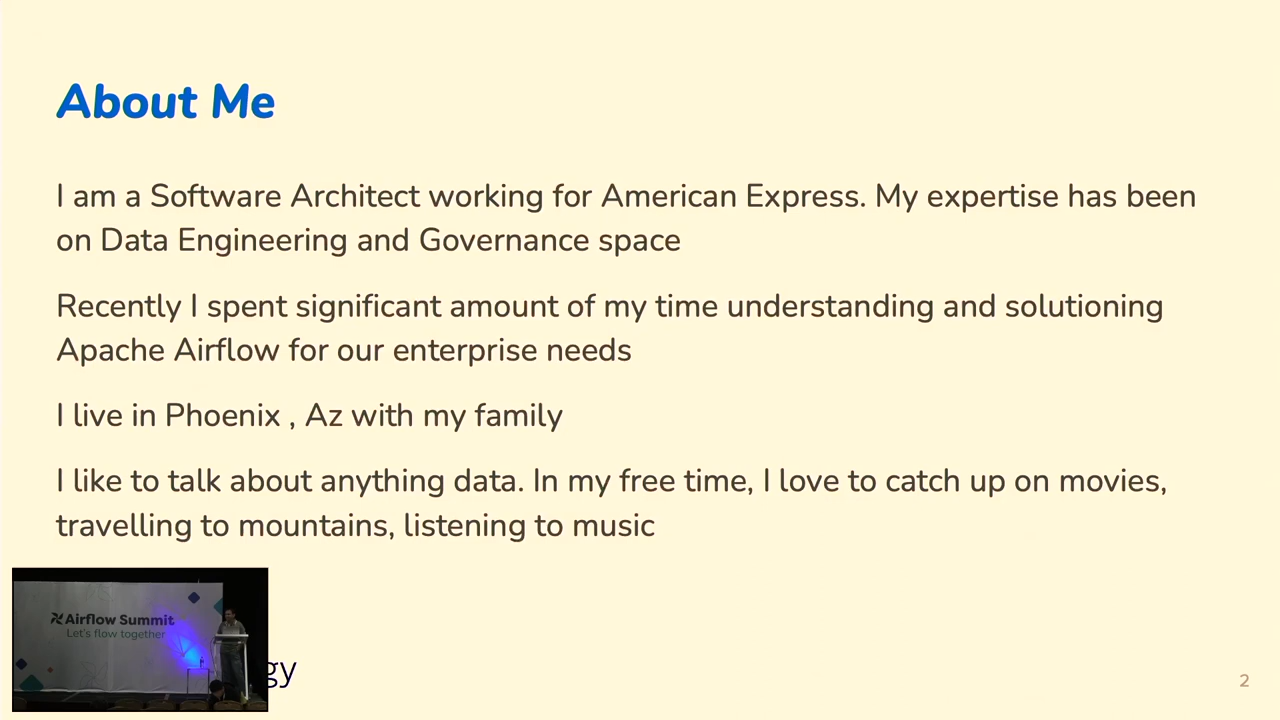 About Me
I am a Software Architect working for American Express. My expertise has been
on Data Engineering and Governance space
Recently I spent significant amount of my time understanding and solutioning
Apache Airflow for our enterprise needs
I live in Phoenix , Az with my family
I like to talk about anything data. In my free time, I love to catch up on movies,
travelling to mountains, listening to music
Airflow Summit
Let's flow together
gy
2